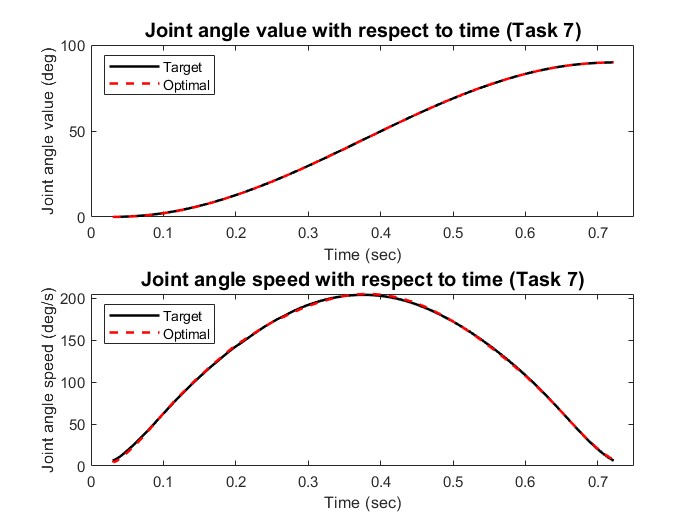 Joint angle value with respect to time (Task 7)
Joint angle value (deg)
100
50
0
Target
Optimal
0 0.1 0.2 0.3 0.4 0.5 0.6 0.7
Time (sec)
Joint angle speed with respect to time (Task 7)
Joint angle speed (deg/s)
200
150
100
50
0
Target
Optimal
0 0.1 0.2 0.3 0.4 0.5 0.6 0.7
Time (sec)